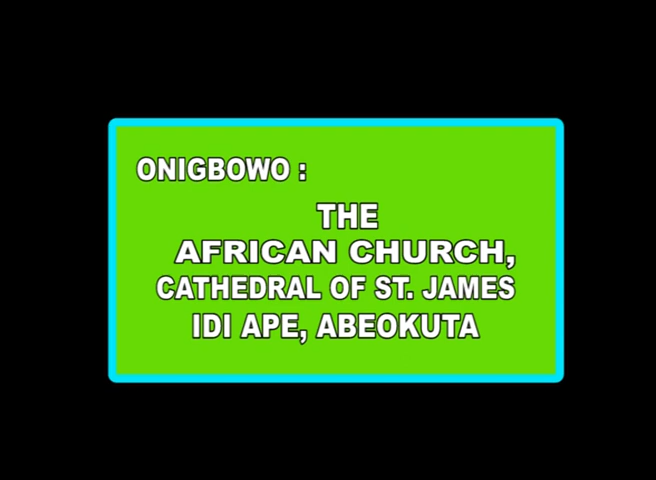 ONIGBOWO :
THE
AFRICAN CHURCH,
CATHEDRAL OF ST. JAMES
IDI APE, ABEOKUTA